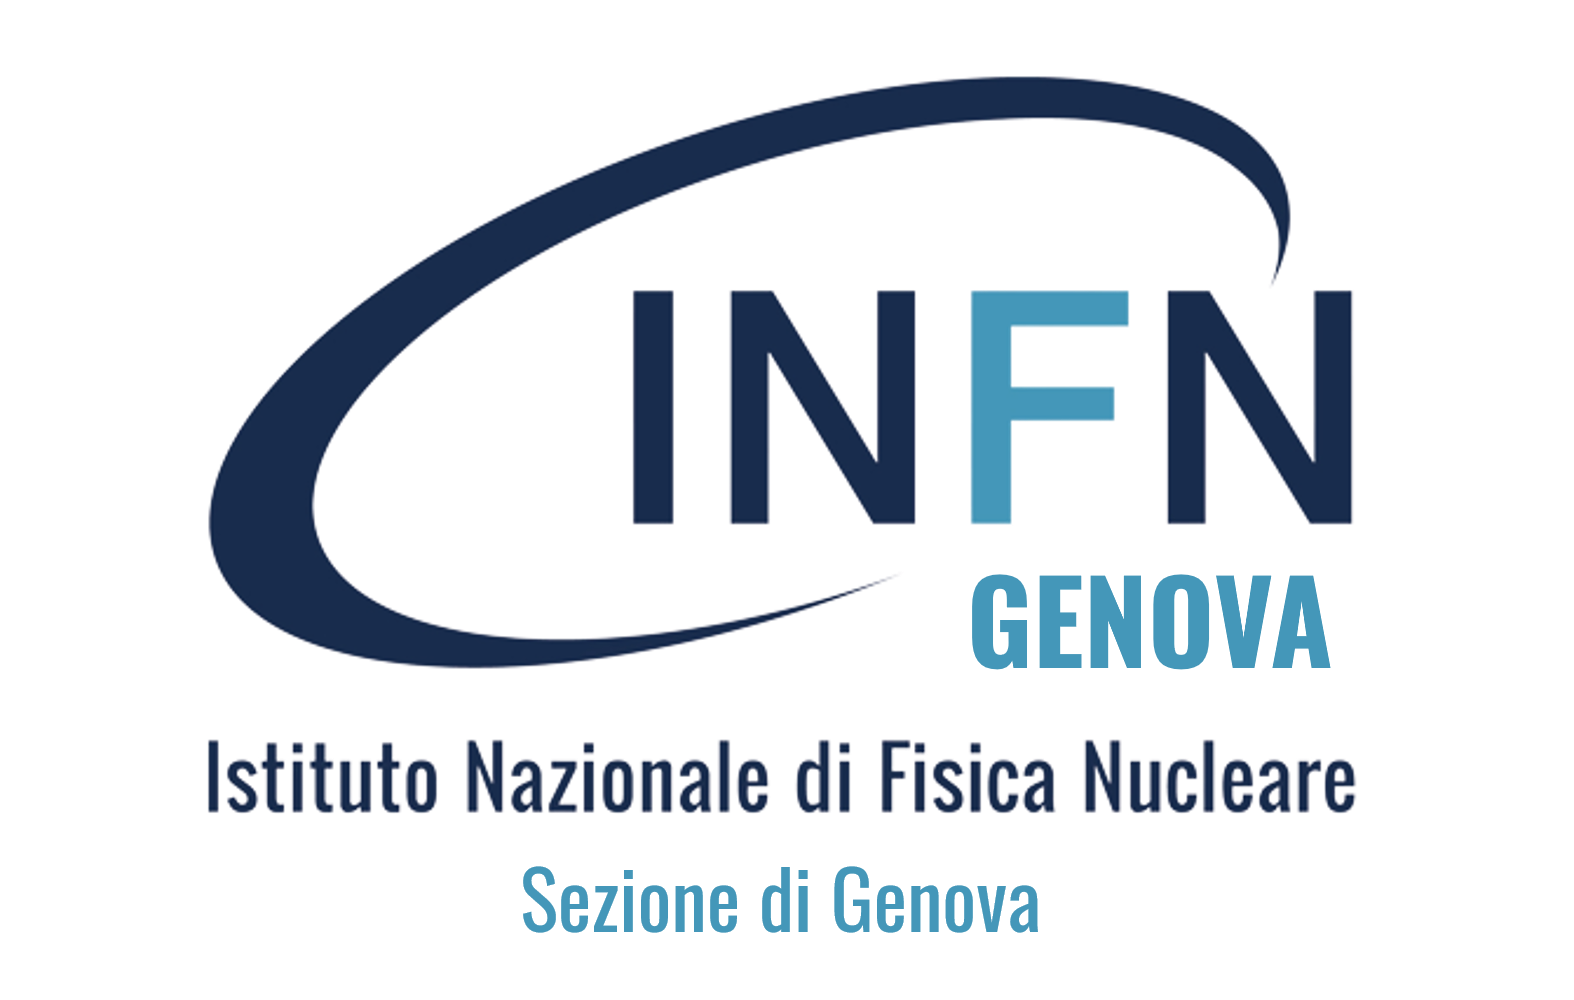 INFN
GENOVA
Istituto Nazionale di Fisica Nucleare
Sezione di Genova